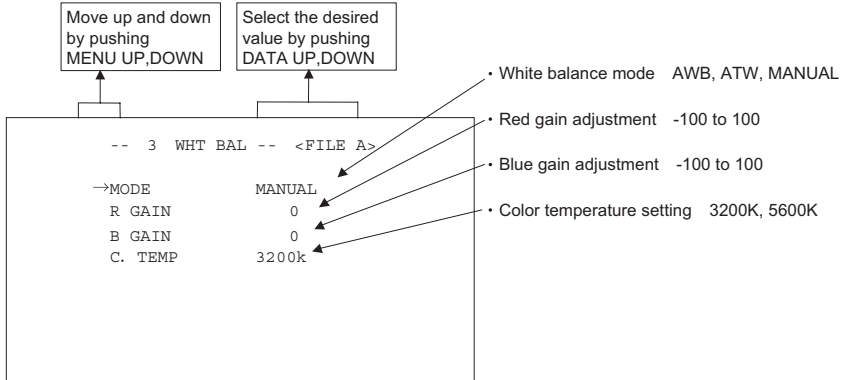 Move up and down
by pushing
MENU UP,DOWN
Select the desired
value by pushing
DATA UP,DOWN
-- 3 WHT BAL -- <FILE A>
→MODE MANUAL
R GAIN 0
B GAIN 0
C. TEMP 3200k
・White balance mode AWB, ATW, MANUAL
・Red gain adjustment -100 to 100
・Blue gain adjustment -100 to 100
・Color temperature setting 3200K, 5600K